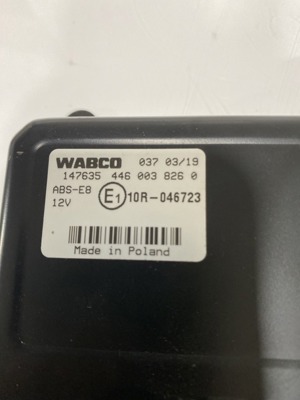 WABCO 037 03/19
147635 446 003 826 0
ABS-E8 E1 10R-046723
12V
Made in Poland